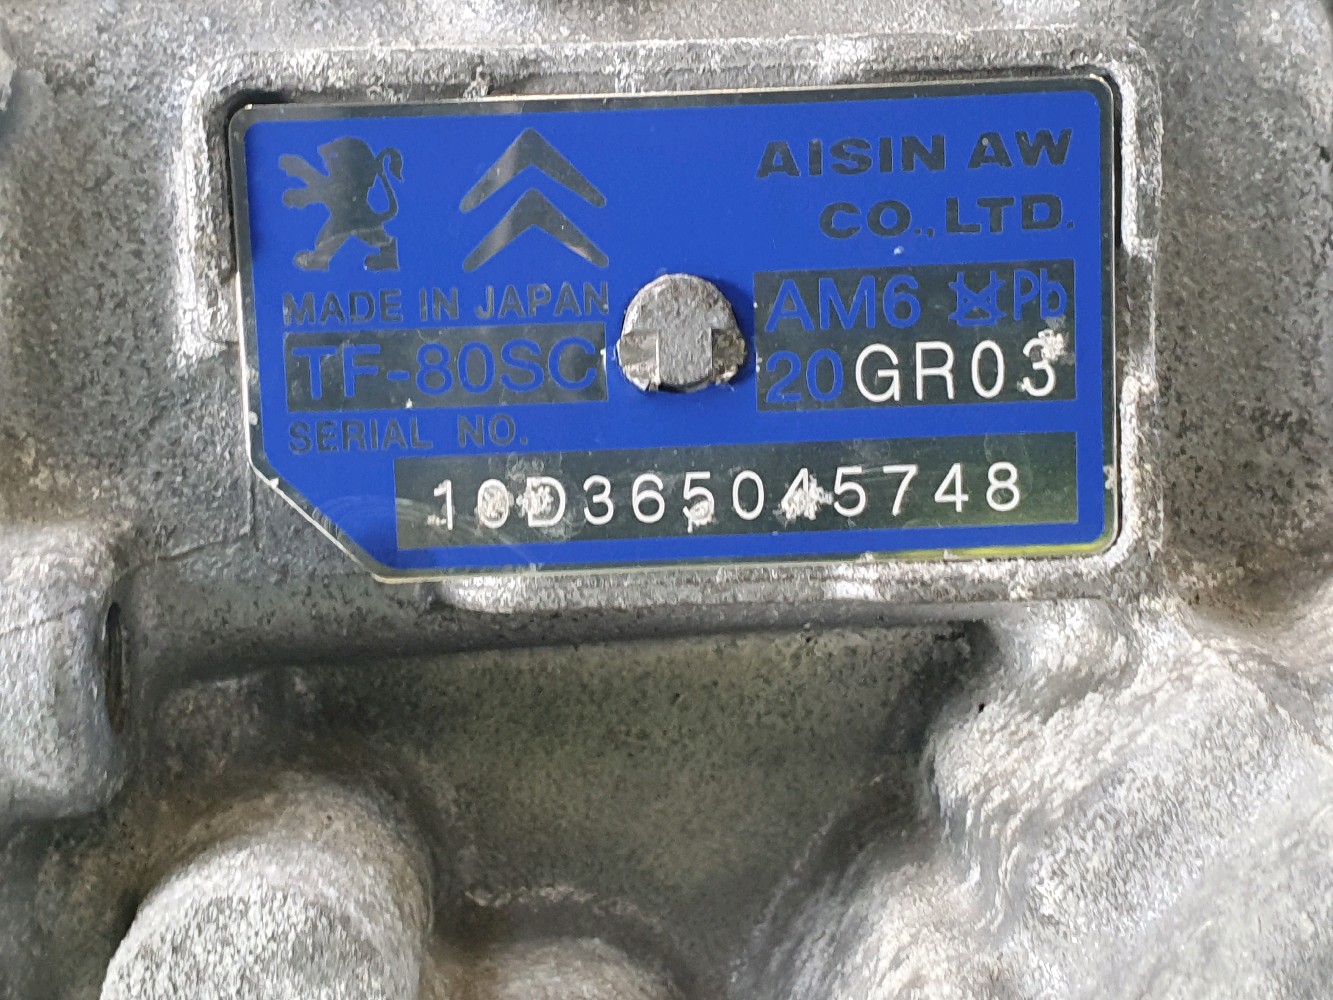 AISIN AW
CO.,LTD.
MADE IN JAPAN
TF-80SC
AM6 Pb
20GR03
SERIAL NO.
10D365045748